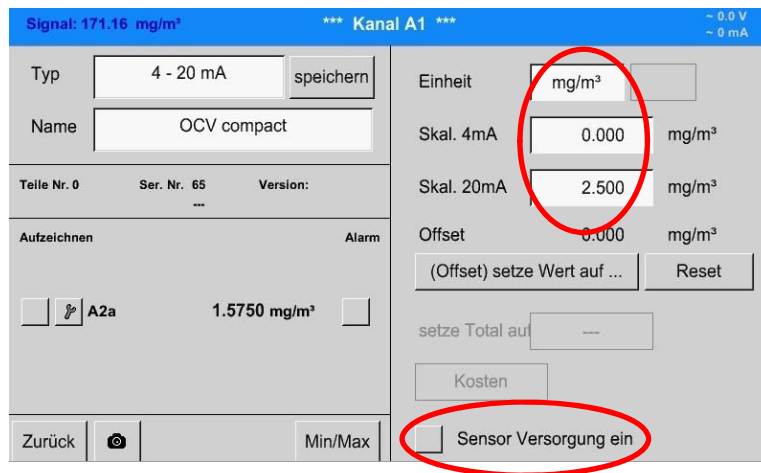 Signal: 171.16 mg/m³ *** Kanal A1 *** ~ 0.0 V
~ 0 mA
Typ 4 - 20 mA speichern
Name OCV compact
Teile Nr. 0 Ser. Nr. 65 Version:
---
Aufzeichnen Alarm
A2a 1.5750 mg/m³
Zurück Min/Max
Einheit mg/m³
Skal. 4mA 0.000 mg/m³
Skal. 20mA 2.500 mg/m³
Offset 0.000 mg/m³
(Offset) setze Wert auf ... Reset
setze Total auf ---
Kosten
Sensor Versorgung ein